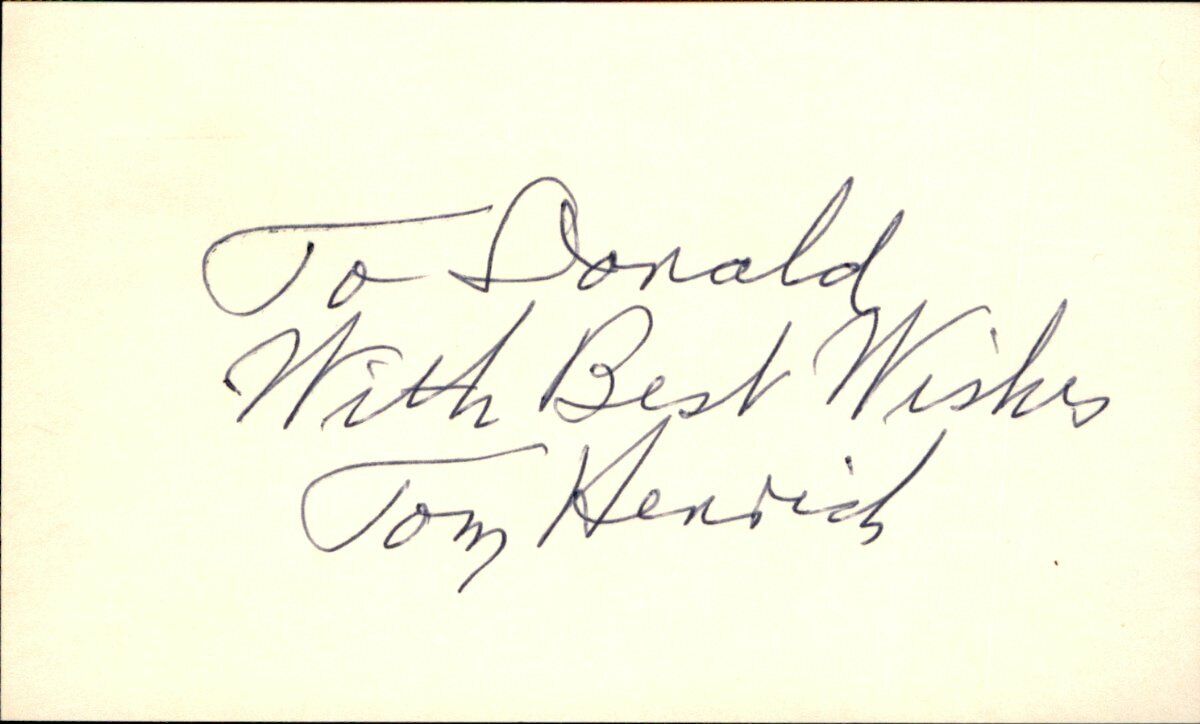 To Donald
With Best Wishes
Tom Henrich